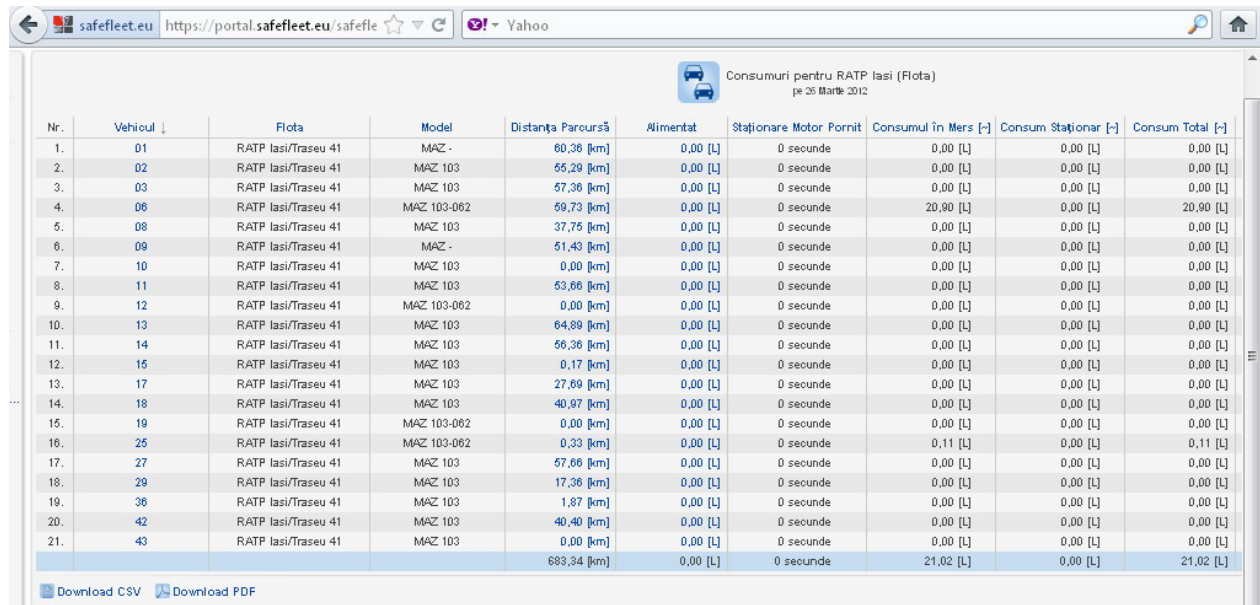 safefleet.eu https://portal.safefleet.eu/safefle Yahoo
Consumuri pentru RATP Iasi (Flota)
pe 26 Martie 2012
Nr. Vehicul ↓ Flota Model Distanța Parcursă Alimentat Staționare Motor Pornit Consumul în Mers [~] Consum Staționar [~] Consum Total [~]
1. 01 RATP Iasi/Traseu 41 MAZ - 60,36 [km] 0,00 [L] 0 secunde 0,00 [L] 0,00 [L] 0,00 [L]
2. 02 RATP Iasi/Traseu 41 MAZ 103 55,29 [km] 0,00 [L] 0 secunde 0,00 [L] 0,00 [L] 0,00 [L]
3. 03 RATP Iasi/Traseu 41 MAZ 103 57,36 [km] 0,00 [L] 0 secunde 0,00 [L] 0,00 [L] 0,00 [L]
4. 06 RATP Iasi/Traseu 41 MAZ 103-062 59,73 [km] 0,00 [L] 0 secunde 20,90 [L] 0,00 [L] 20,90 [L]
5. 08 RATP Iasi/Traseu 41 MAZ 103 37,75 [km] 0,00 [L] 0 secunde 0,00 [L] 0,00 [L] 0,00 [L]
6. 09 RATP Iasi/Traseu 41 MAZ - 51,43 [km] 0,00 [L] 0 secunde 0,00 [L] 0,00 [L] 0,00 [L]
7. 10 RATP Iasi/Traseu 41 MAZ 103 0,00 [km] 0,00 [L] 0 secunde 0,00 [L] 0,00 [L] 0,00 [L]
8. 11 RATP Iasi/Traseu 41 MAZ 103 53,66 [km] 0,00 [L] 0 secunde 0,00 [L] 0,00 [L] 0,00 [L]
9. 12 RATP Iasi/Traseu 41 MAZ 103-062 0,00 [km] 0,00 [L] 0 secunde 0,00 [L] 0,00 [L] 0,00 [L]
10. 13 RATP Iasi/Traseu 41 MAZ 103 64,89 [km] 0,00 [L] 0 secunde 0,00 [L] 0,00 [L] 0,00 [L]
11. 14 RATP Iasi/Traseu 41 MAZ 103 56,36 [km] 0,00 [L] 0 secunde 0,00 [L] 0,00 [L] 0,00 [L]
12. 15 RATP Iasi/Traseu 41 MAZ 103 0,17 [km] 0,00 [L] 0 secunde 0,00 [L] 0,00 [L] 0,00 [L]
13. 17 RATP Iasi/Traseu 41 MAZ 103 27,69 [km] 0,00 [L] 0 secunde 0,00 [L] 0,00 [L] 0,00 [L]
14. 18 RATP Iasi/Traseu 41 MAZ 103 40,97 [km] 0,00 [L] 0 secunde 0,00 [L] 0,00 [L] 0,00 [L]
15. 19 RATP Iasi/Traseu 41 MAZ 103-062 0,00 [km] 0,00 [L] 0 secunde 0,00 [L] 0,00 [L] 0,00 [L]
16. 25 RATP Iasi/Traseu 41 MAZ 103-062 0,33 [km] 0,00 [L] 0 secunde 0,11 [L] 0,00 [L] 0,11 [L]
17. 27 RATP Iasi/Traseu 41 MAZ 103 57,66 [km] 0,00 [L] 0 secunde 0,00 [L] 0,00 [L] 0,00 [L]
18. 29 RATP Iasi/Traseu 41 MAZ 103 17,36 [km] 0,00 [L] 0 secunde 0,00 [L] 0,00 [L] 0,00 [L]
19. 36 RATP Iasi/Traseu 41 MAZ 103 1,87 [km] 0,00 [L] 0 secunde 0,00 [L] 0,00 [L] 0,00 [L]
20. 42 RATP Iasi/Traseu 41 MAZ 103 40,40 [km] 0,00 [L] 0 secunde 0,00 [L] 0,00 [L] 0,00 [L]
21. 43 RATP Iasi/Traseu 41 MAZ 103 0,00 [km] 0,00 [L] 0 secunde 0,00 [L] 0,00 [L] 0,00 [L]
683,34 [km] 0,00 [L] 0 secunde 21,02 [L] 0,00 [L] 21,02 [L]
Download CSV Download PDF